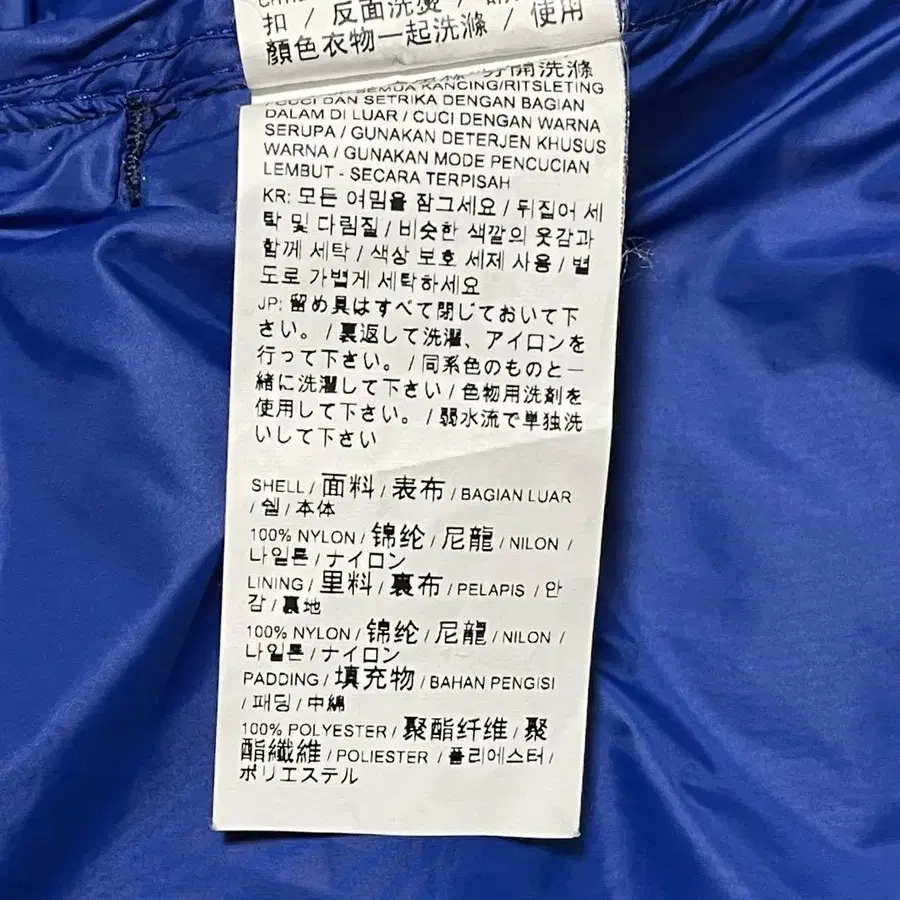 扣 / 反面洗燙 /
顏色衣物一起洗滌 / 使用
開洗滌
SEMUA KANCING/RITSLETING
/ CUCI DAN SETRIKA DENGAN BAGIAN
DALAM DI LUAR / CUCI DENGAN WARNA
SERUPA / GUNAKAN DETERJEN KHUSUS
WARNA / GUNAKAN MODE PENCUCIAN
LEMBUT - SECARA TERPISAH
KR: 모든 여밈을 잠그세요 / 뒤집어 세
탁 및 다림질 / 비슷한 색깔의 옷감과
함께 세탁 / 색상 보호 세제 사용 / 별
도로 가볍게 세탁하세요
JP: 留め具はすべて閉じておいて下
さい。 / 裏返して洗濯、アイロンを
行って下さい。 / 同系色のものと一
緒に洗濯して下さい / 色物用洗剤を
使用して下さい。 / 弱水流で単独洗
いして下さい
SHELL / 面料 / 表布 / BAGIAN LUAR
/ 쉘 / 本体
100% NYLON / 锦纶 / 尼龍 / NILON /
나일론 / ナイロン
LINING / 里料 / 裏布 / PELAPIS / 안
감 / 裏地
100% NYLON / 锦纶 / 尼龍 / NILON /
나일론 / ナイロン
PADDING / 填充物 / BAHAN PENGISI
/ 패딩 / 中綿
100% POLYESTER / 聚酯纤维 / 聚
酯纖維 / POLIESTER / 폴리에스터 /
ポリエステル